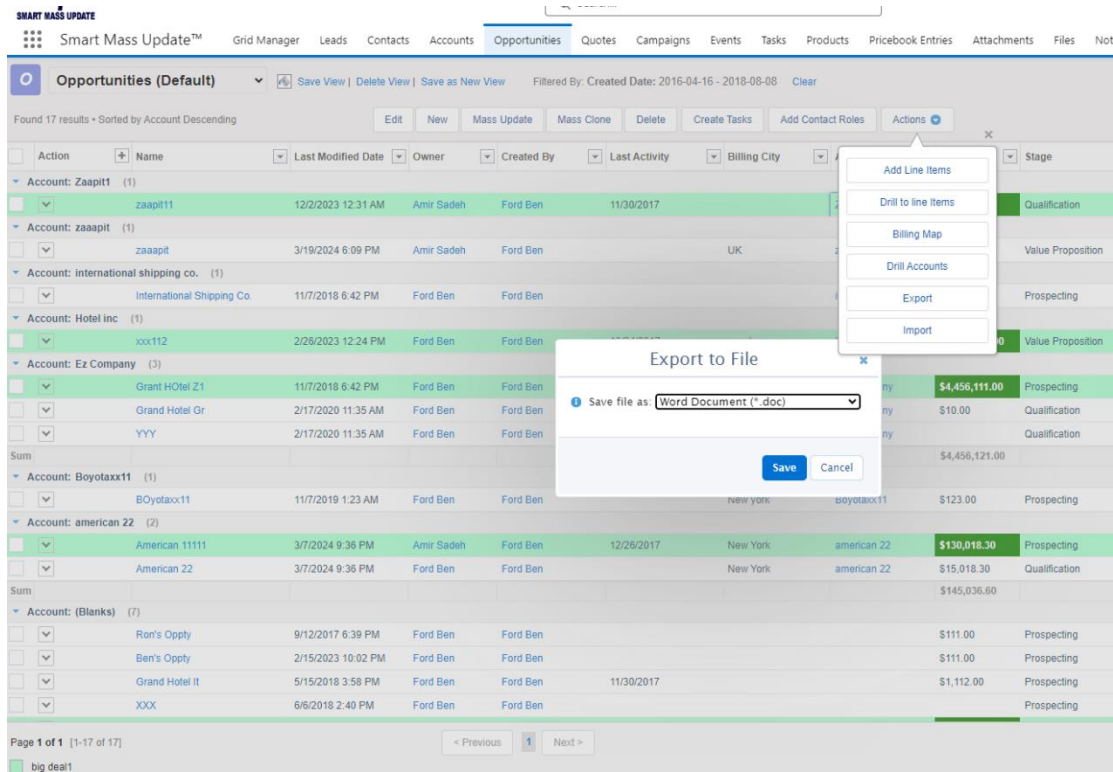 SMART MASS UPDATE
Smart Mass Update™ Grid Manager Leads Contacts Accounts Opportunities Quotes Campaigns Events Tasks Products Pricebook Entries Attachments Files
Opportunities (Default) Save View | Delete View | Save as New View Filtered By: Created Date: 2016-04-16 - 2018-08-08 Clear
Found 17 results • Sorted by Account Descending Edit New Mass Update Mass Clone Delete Create Tasks Add Contact Roles Actions
Action Name Last Modified Date Owner Created By Last Activity Billing City Stage
Add Line Items
Drill to line Items
Billing Map
Drill Accounts
Export
Import
Account: Zaapit1 (1)
zaapit11 12/2/2023 12:31 AM Amir Sadeh Ford Ben 11/30/2017 Qualification
Account: zaaapit (1)
zaaapit 3/19/2024 6:09 PM Amir Sadeh Ford Ben UK Value Proposition
Account: international shipping co. (1)
International Shipping Co. 11/7/2018 6:42 PM Ford Ben Ford Ben Prospecting
Account: Hotel inc (1)
xxx112 2/26/2023 12:24 PM Ford Ben Ford Ben Value Proposition
Export to File
Save file as: Word Document (*.doc)
Save Cancel
Account: Ez Company (3)
Grant HOtel Z1 11/7/2018 6:42 PM Ford Ben Ford Ben ny $4,456,111.00 Prospecting
Grand Hotel Gr 2/17/2020 11:35 AM Ford Ben Ford Ben ny $10.00 Qualification
YYY 2/17/2020 11:35 AM Ford Ben Ford Ben ny Qualification
Sum $4,456,121.00
Account: Boyotaxx11 (1)
BOyotaxx11 11/7/2019 1:23 AM Ford Ben Ford Ben New york Boyotaxx11 $123.00 Prospecting
Account: american 22 (2)
American 11111 3/7/2024 9:36 PM Amir Sadeh Ford Ben 12/26/2017 New York american 22 $130,018.30 Prospecting
American 22 3/7/2024 9:36 PM Ford Ben Ford Ben New York american 22 $15,018.30 Qualification
Sum $145,036.60
Account: (Blanks) (7)
Ron's Oppty 9/12/2017 6:39 PM Ford Ben Ford Ben $111.00 Prospecting
Ben's Oppty 2/15/2023 10:02 PM Ford Ben Ford Ben $111.00 Prospecting
Grand Hotel It 5/15/2018 3:58 PM Ford Ben Ford Ben 11/30/2017 $1,112.00 Prospecting
XXX 6/6/2018 2:40 PM Ford Ben Ford Ben Prospecting
Page 1 of 1 [1-17 of 17] < Previous 1 Next >
big deal1